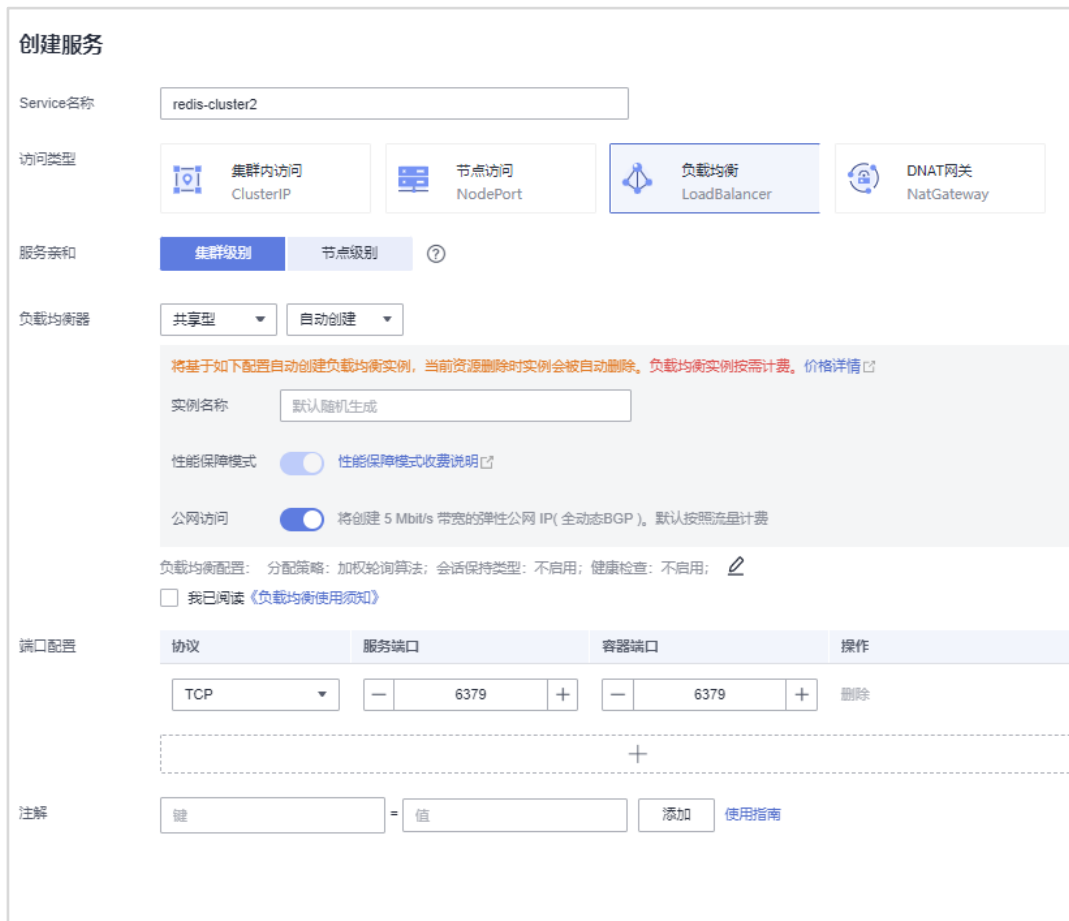 创建服务
Service名称 redis-cluster2
访问类型 集群内访问 节点访问 负载均衡 DNAT网关
ClusterIP NodePort LoadBalancer NatGateway
服务亲和 集群级别 节点级别 ?
负载均衡器 共享型 自动创建
将基于如下配置自动创建负载均衡实例，当前资源删除时实例会被自动删除。负载均衡实例按需计费。价格详情
实例名称 默认随机生成
性能保障模式 性能保障模式收费说明
公网访问 将创建 5 Mbit/s 带宽的弹性公网 IP( 全动态BGP )。默认按照流量计费
负载均衡配置： 分配策略：加权轮询算法；会话保持类型：不启用；健康检查：不启用；
我已阅读《负载均衡使用须知》
端口配置 协议 服务端口 容器端口 操作
TCP — 6379 + — 6379 + 删除
+
注解 键 = 值 添加 使用指南